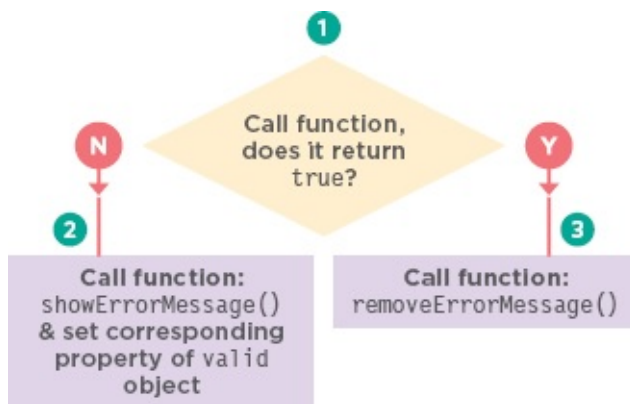 1
Call function,
does it return
true?
N
Y
2
3
Call function:
showErrorMessage()
& set corresponding
property of valid
object
Call function:
removeErrorMessage()